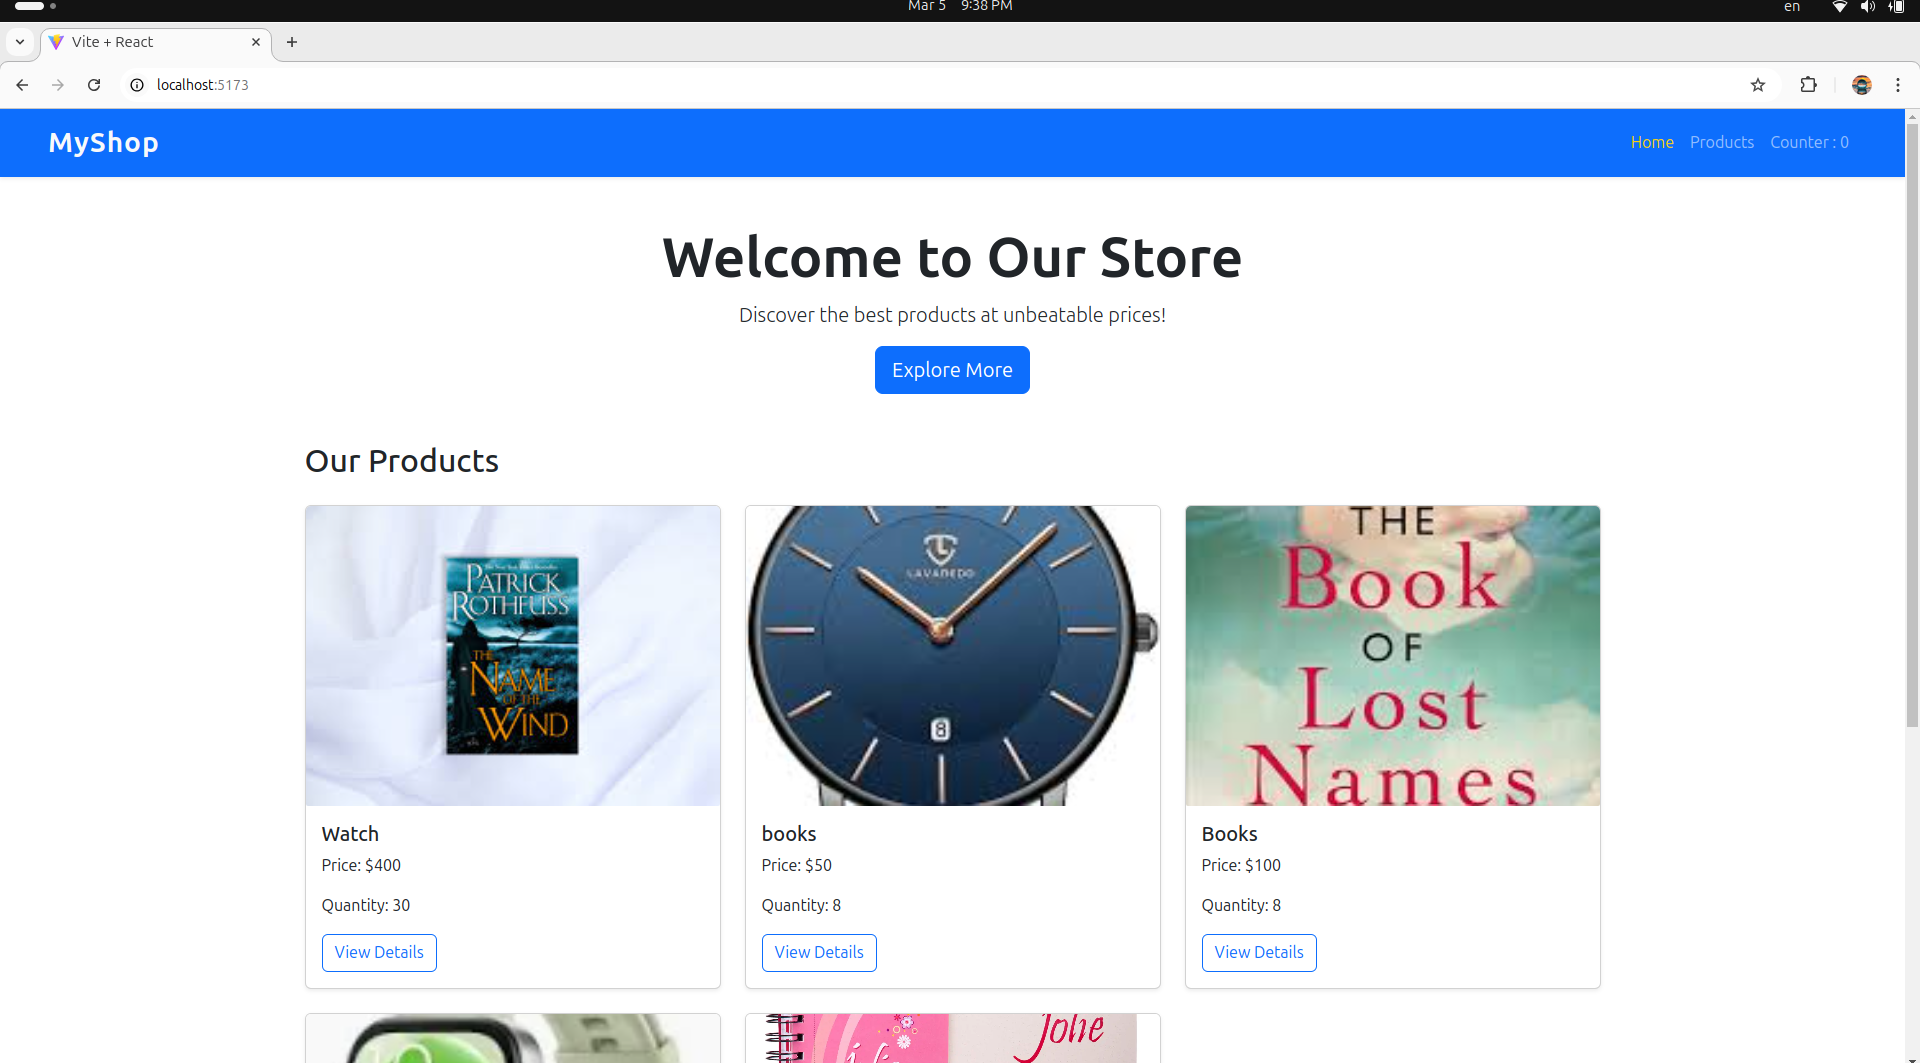 Mar 5 9:38 PM
en
Vite + React
localhost:5173
MyShop
Home Products Counter : 0
Welcome to Our Store
Discover the best products at unbeatable prices!
Explore More
Our Products
PATRICK
ROTHFUSS
THE
NAME
OF THE
WIND
LAVAREDO
8
THE
Book
OF
Lost
Names
Watch
Price: $400
Quantity: 30
View Details
books
Price: $50
Quantity: 8
View Details
Books
Price: $100
Quantity: 8
View Details
Jolie